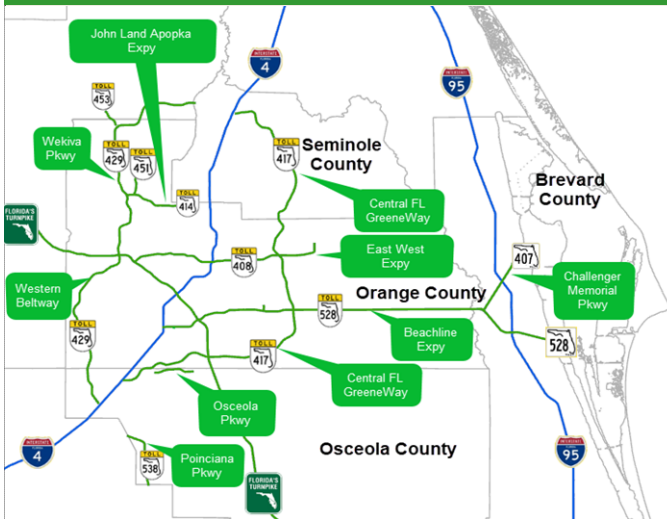 John Land Apopka
Expy
INTERSTATE
4
INTERSTATE
95
TOLL
453
Wekiva
Pkwy
TOLL
429
TOLL
451
TOLL
417
Seminole
County
Brevard
County
TOLL
414
Central FL
GreeneWay
FLORIDA'S
TURNPIKE
TOLL
408
East West
Expy
407
Challenger
Memorial
Pkwy
Western
Beltway
Orange County
TOLL
528
TOLL
429
Beachline
Expy
528
TOLL
417
Central FL
GreeneWay
Osceola
Pkwy
Osceola County
INTERSTATE
4
TOLL
538
Poinciana
Pkwy
INTERSTATE
95
FLORIDA'S
TURNPIKE